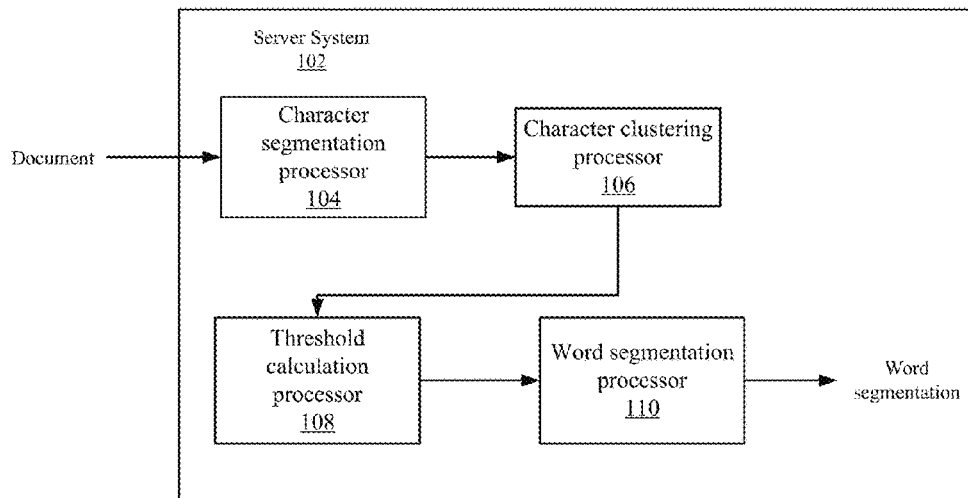 Server System
102
Character
segmentation
processor
104
Character clustering
processor
106
Document
Threshold
calculation
processor
108
Word segmentation
processor
110
Word
segmentation